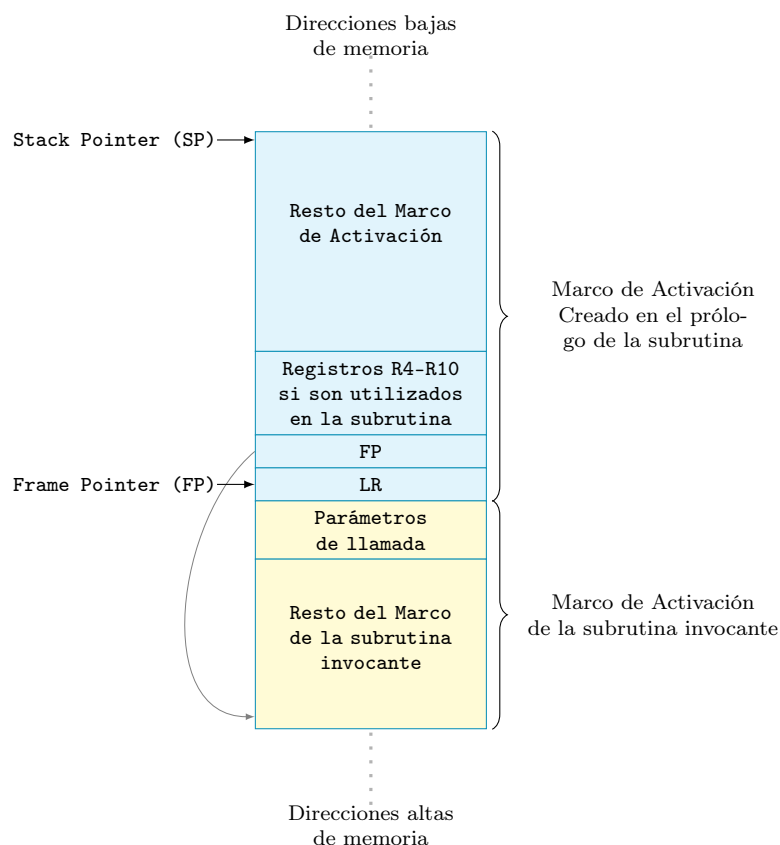 Direcciones bajas
de memoria
Stack Pointer (SP)
Resto del Marco
de Activación
Marco de Activación
Creado en el prólo-
go de la subrutina
Registros R4-R10
si son utilizados
en la subrutina
FP
Frame Pointer (FP)
LR
Parámetros
de llamada
Resto del Marco
de la subrutina
invocante
Marco de Activación
de la subrutina invocante
Direcciones altas
de memoria